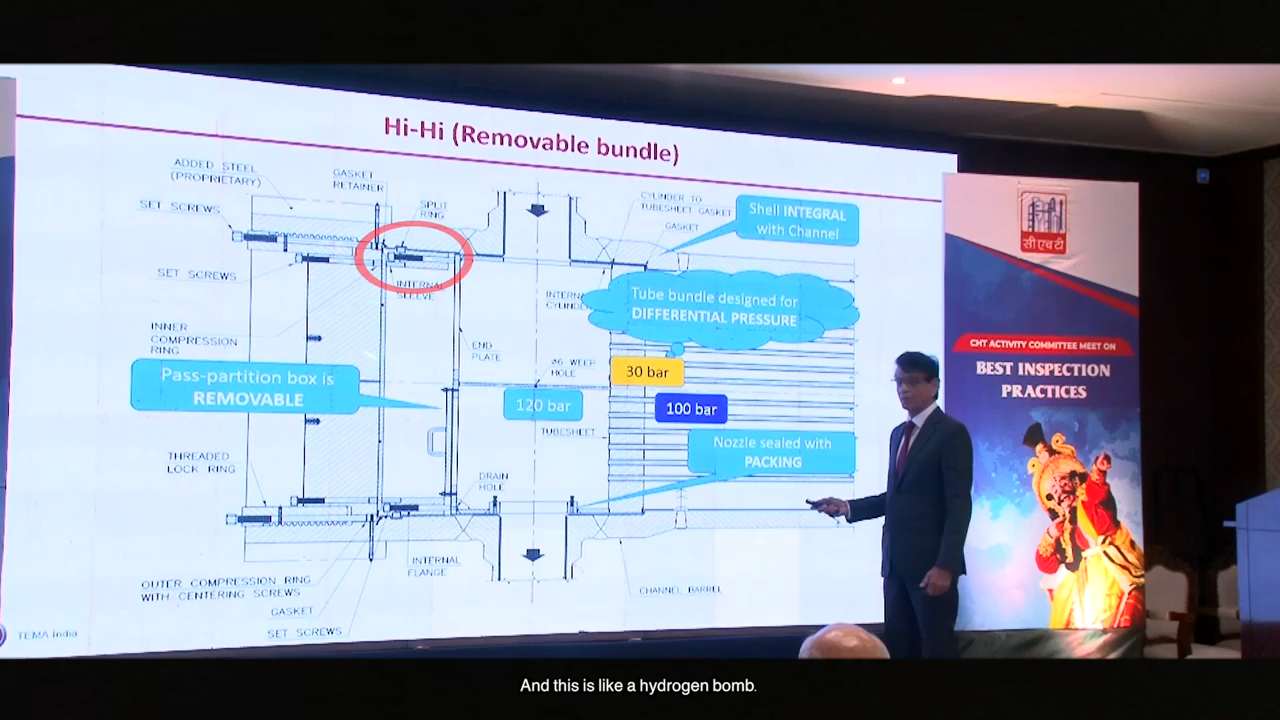 Hi-Hi (Removable bundle)
ADDED STEEL
(PROPRIETARY)
GASKET
RETAINER
SET SCREWS
SPLIT
RING
CYLINDER TO
TUBESHEET GASKET
GASKET
Shell INTEGRAL
with Channel
SET SCREWS
INTERNAL
SLEEVE
INTERNAL
CYLINDER
Tube bundle designed for
DIFFERENTIAL PRESSURE
INNER
COMPRESSION
RING
END
PLATE
ø6 WEEP
HOLE
30 bar
Pass-partition box is
REMOVABLE
120 bar
100 bar
TUBESHEET
Nozzle sealed with
PACKING
THREADED
LOCK RING
DRAIN
HOLE
INTERNAL
FLANGE
OUTER COMPRESSION RING
WITH CENTERING SCREWS
GASKET
SET SCREWS
CHANNEL BARREL
TEMA India
सीएचटी
CHT ACTIVITY COMMITTEE MEET ON
BEST INSPECTION
PRACTICES
And this is like a hydrogen bomb.